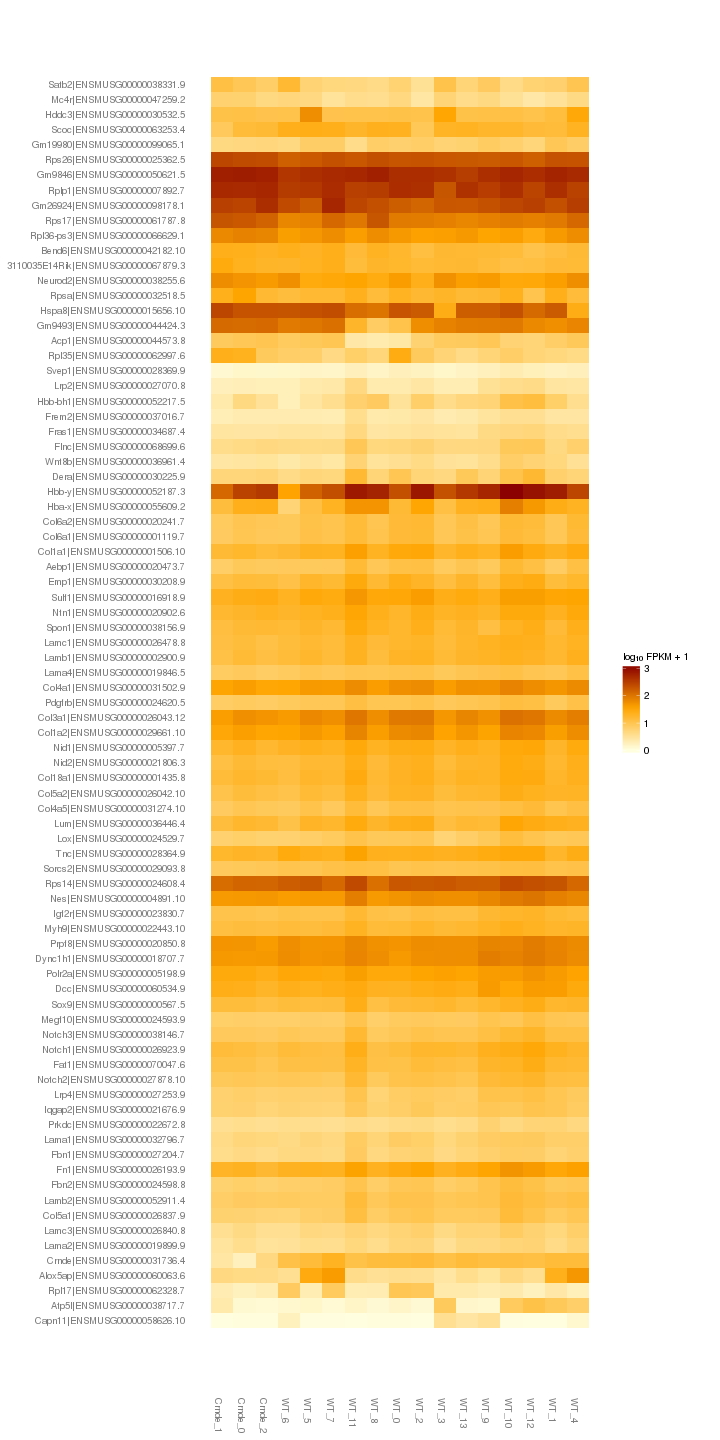 Satb2|ENSMUSG00000038331.9
Mc4r|ENSMUSG00000047259.2
Hddc3|ENSMUSG00000030532.5
Scoc|ENSMUSG00000063253.4
Gm19980|ENSMUSG00000099065.1
Rps26|ENSMUSG00000025362.5
Gm9846|ENSMUSG00000050621.5
Rplp1|ENSMUSG00000007892.7
Gm26924|ENSMUSG00000098178.1
Rps17|ENSMUSG00000061787.8
Rpl36-ps3|ENSMUSG00000066629.1
Bend6|ENSMUSG00000042182.10
3110035E14Rik|ENSMUSG00000067879.3
Neurod2|ENSMUSG00000038255.6
Rpsa|ENSMUSG00000032518.5
Hspa8|ENSMUSG00000015656.10
Gm9493|ENSMUSG00000044424.3
Acp1|ENSMUSG00000044573.8
Rpl35|ENSMUSG00000062997.6
Svep1|ENSMUSG00000028369.9
Lrp2|ENSMUSG00000027070.8
Hbb-bh1|ENSMUSG00000052217.5
Frem2|ENSMUSG00000037016.7
Fras1|ENSMUSG00000034687.4
Flnc|ENSMUSG00000068699.6
Wnt8b|ENSMUSG00000036961.4
Dera|ENSMUSG00000030225.9
Hbb-y|ENSMUSG00000052187.3
Hba-x|ENSMUSG00000055609.2
Col6a2|ENSMUSG00000020241.7
Col6a1|ENSMUSG00000001119.7
Col1a1|ENSMUSG00000001506.10
Aebp1|ENSMUSG00000020473.7
Emp1|ENSMUSG00000030208.9
Sulf1|ENSMUSG00000016918.9
Ntn1|ENSMUSG00000020902.6
Spon1|ENSMUSG00000038156.9
Lamc1|ENSMUSG00000026478.8
Lamb1|ENSMUSG00000002900.9
Lama4|ENSMUSG00000019846.5
Col4a1|ENSMUSG00000031502.9
Pdgfrb|ENSMUSG00000024620.5
Col3a1|ENSMUSG00000026043.12
Col1a2|ENSMUSG00000029661.10
Nid1|ENSMUSG00000005397.7
Nid2|ENSMUSG00000021806.3
Col18a1|ENSMUSG00000001435.8
Col5a2|ENSMUSG00000026042.10
Col4a5|ENSMUSG00000031274.10
Lum|ENSMUSG00000036446.4
Lox|ENSMUSG00000024529.7
Tnc|ENSMUSG00000028364.9
Sorcs2|ENSMUSG00000029093.8
Rps14|ENSMUSG00000024608.4
Nes|ENSMUSG00000004891.10
Igf2r|ENSMUSG00000023830.7
Myh9|ENSMUSG00000022443.10
Prpf8|ENSMUSG00000020850.8
Dync1h1|ENSMUSG00000018707.7
Polr2a|ENSMUSG00000005198.9
Dcc|ENSMUSG00000060534.9
Sox9|ENSMUSG00000000567.5
Megf10|ENSMUSG00000024593.9
Notch3|ENSMUSG00000038146.7
Notch1|ENSMUSG00000026923.9
Fat1|ENSMUSG00000070047.6
Notch2|ENSMUSG00000027878.10
Lrp4|ENSMUSG00000027253.9
Iqgap2|ENSMUSG00000021676.9
Prkdc|ENSMUSG00000022672.8
Lama1|ENSMUSG00000032796.7
Fbn1|ENSMUSG00000027204.7
Fn1|ENSMUSG00000026193.9
Fbn2|ENSMUSG00000024598.8
Lamb2|ENSMUSG00000052911.4
Col5a1|ENSMUSG00000026837.9
Lamc3|ENSMUSG00000026840.8
Lama2|ENSMUSG00000019899.9
Cmde|ENSMUSG00000031736.4
Alox5ap|ENSMUSG00000060063.6
Rpl17|ENSMUSG00000062328.7
Atp5l|ENSMUSG00000038717.7
Capn11|ENSMUSG00000058626.10
log10 FPKM + 1
3
2
1
0
Cmde_1
Cmde_0
Cmde_2
WT_6
WT_5
WT_7
WT_11
WT_8
WT_0
WT_2
WT_3
WT_13
WT_9
WT_10
WT_12
WT_1
WT_4